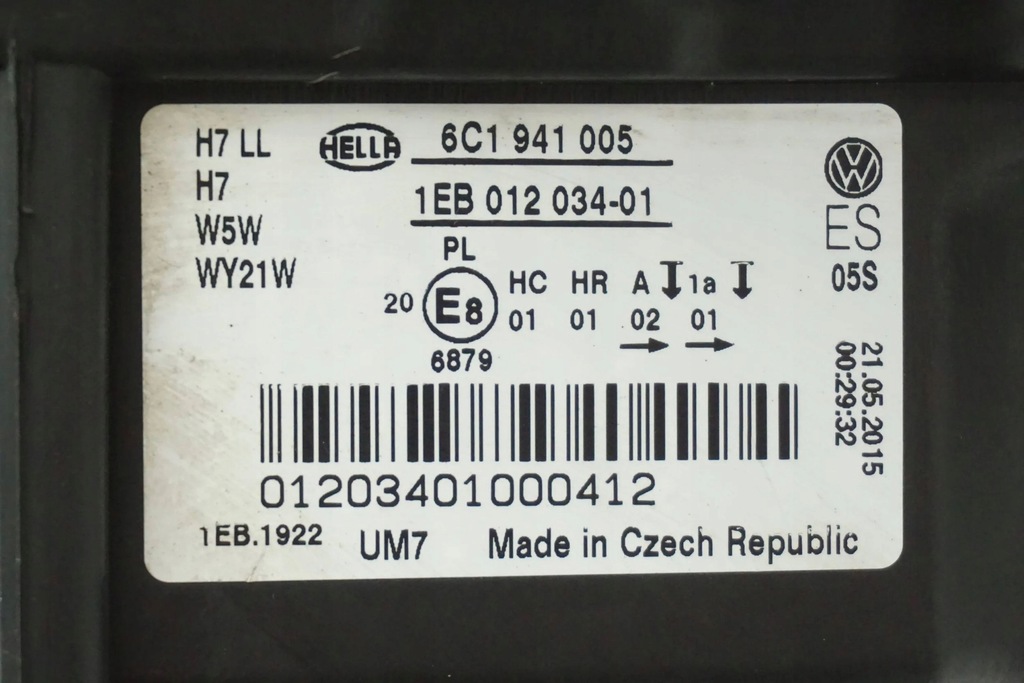 H7 LL
H7
W5W
WY21W
HELLA
6C1 941 005
1EB 012 034-01
PL
20 E8
6879
HC HR A 1a
01 01 02 01
VW
ES
05S
21.05.2015
00:29:32
01203401000412
1EB.1922 UM7 Made in Czech Republic